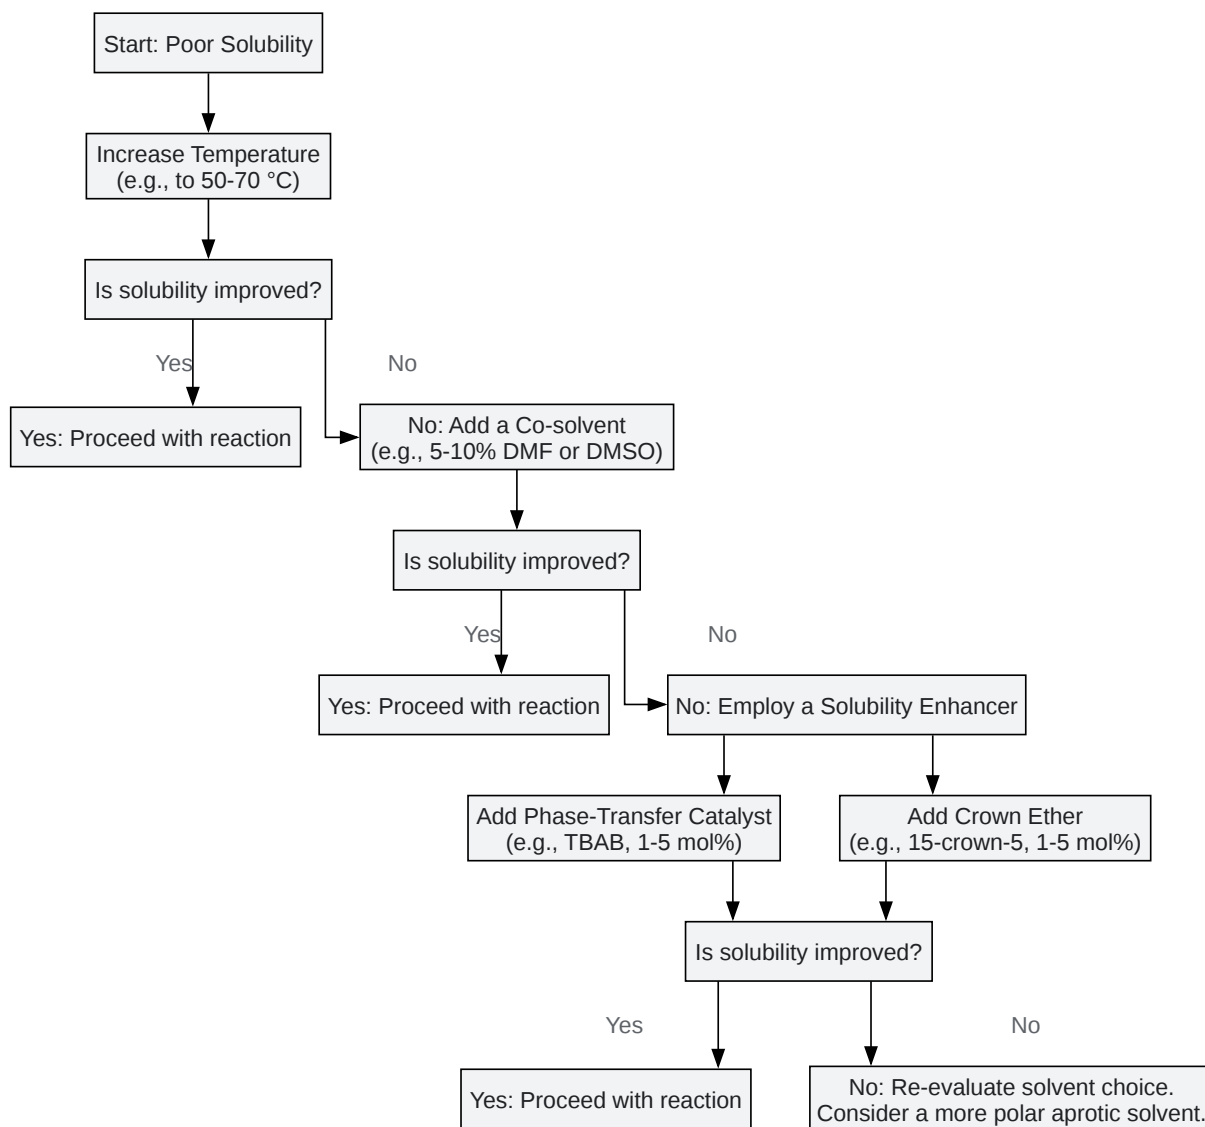 Start: Poor Solubility
Increase Temperature
(e.g., to 50-70 °C)
Is solubility improved?
Yes
No
Yes: Proceed with reaction
No: Add a Co-solvent
(e.g., 5-10% DMF or DMSO)
Is solubility improved?
Yes
No
Yes: Proceed with reaction
No: Employ a Solubility Enhancer
Add Phase-Transfer Catalyst
(e.g., TBAB, 1-5 mol%)
Add Crown Ether
(e.g., 15-crown-5, 1-5 mol%)
Is solubility improved?
Yes
No
Yes: Proceed with reaction
No: Re-evaluate solvent choice.
Consider a more polar aprotic solvent.